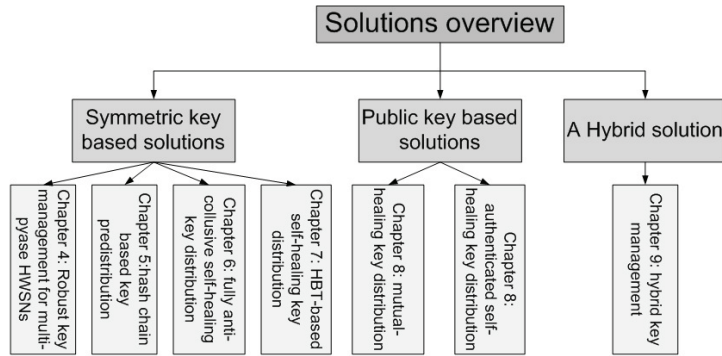 Solutions overview
Symmetric key
based solutions
Public key based
solutions
A Hybrid solution
Chapter 4: Robust key
management for multi-
pyase HWSNs
Chapter 5:hash chain
based key
predistribution
Chapter 6: fully anti-
collusive self-healing
key distribution
Chapter 7: HBT-based
self-healing key
distribution
Chapter 8: mutual-
healing key distribution
Chapter 8:
authenticated self-
healing key distribution
Chapter 9: hybrid key
management